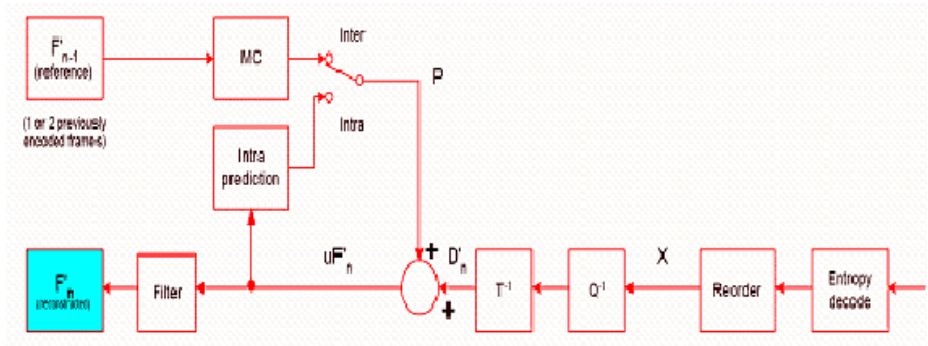 F'n-1
(reference)
(1 or 2 previously
encoded frames)
MC
Inter
P
Intra
Intra
prediction
F'n
(reconstructed)
Filter
uF'n
+
D'n
+
T-1
Q-1
X
Reorder
Entropy
decode